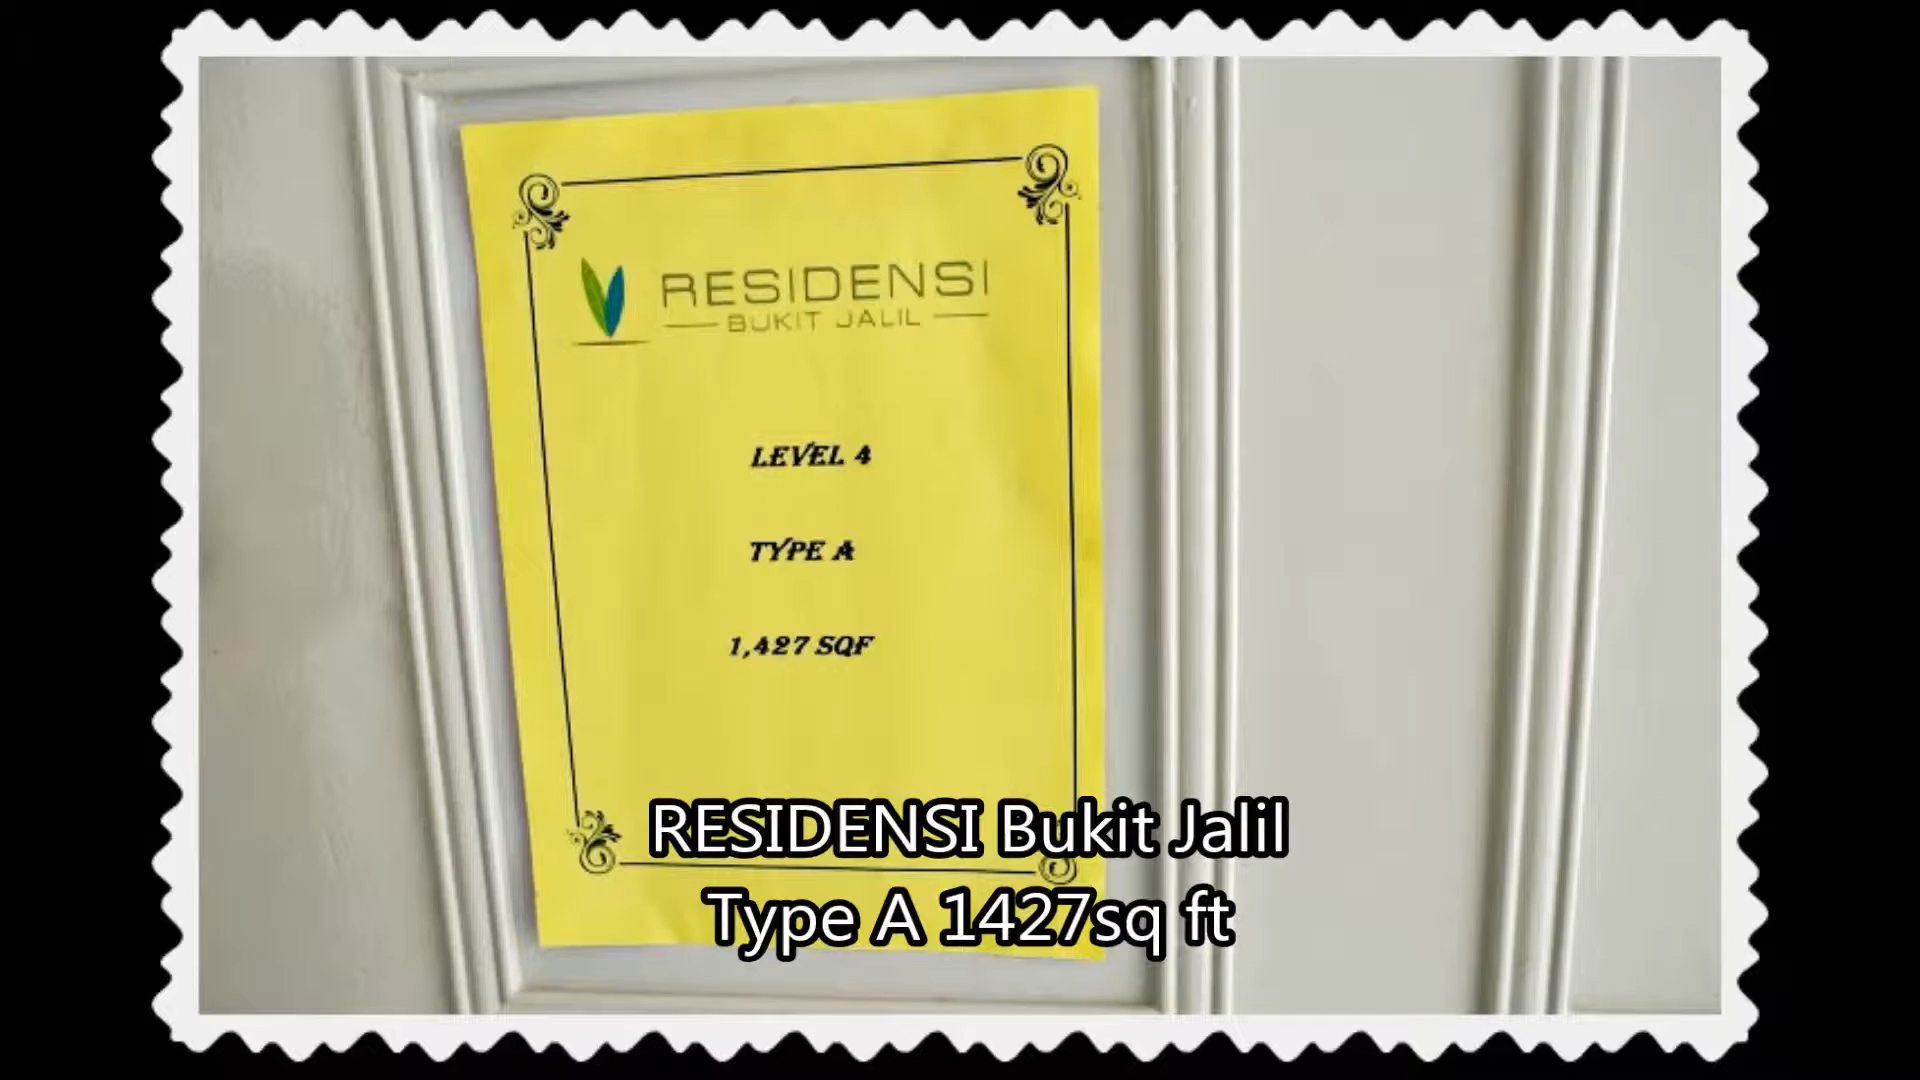 RESIDENSI
BUKIT JALIL
LEVEL 4
TYPE A
1,427 SQF
RESIDENSI Bukit Jalil
Type A 1427sq ft